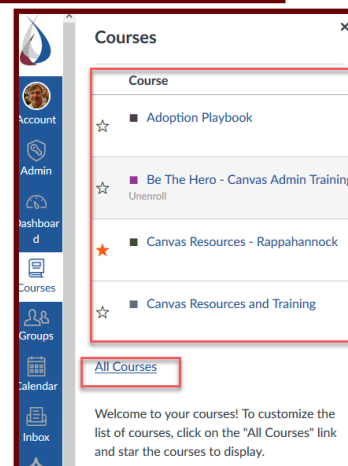 Courses
×
Course
Account
Adoption Playbook
Admin
Be The Hero - Canvas Admin Training
Unenroll
Dashboar
d
Canvas Resources - Rappahannock
Courses
Canvas Resources and Training
Groups
All Courses
Calendar
Welcome to your courses! To customize the
list of courses, click on the "All Courses" link
Inbox
and star the courses to display.